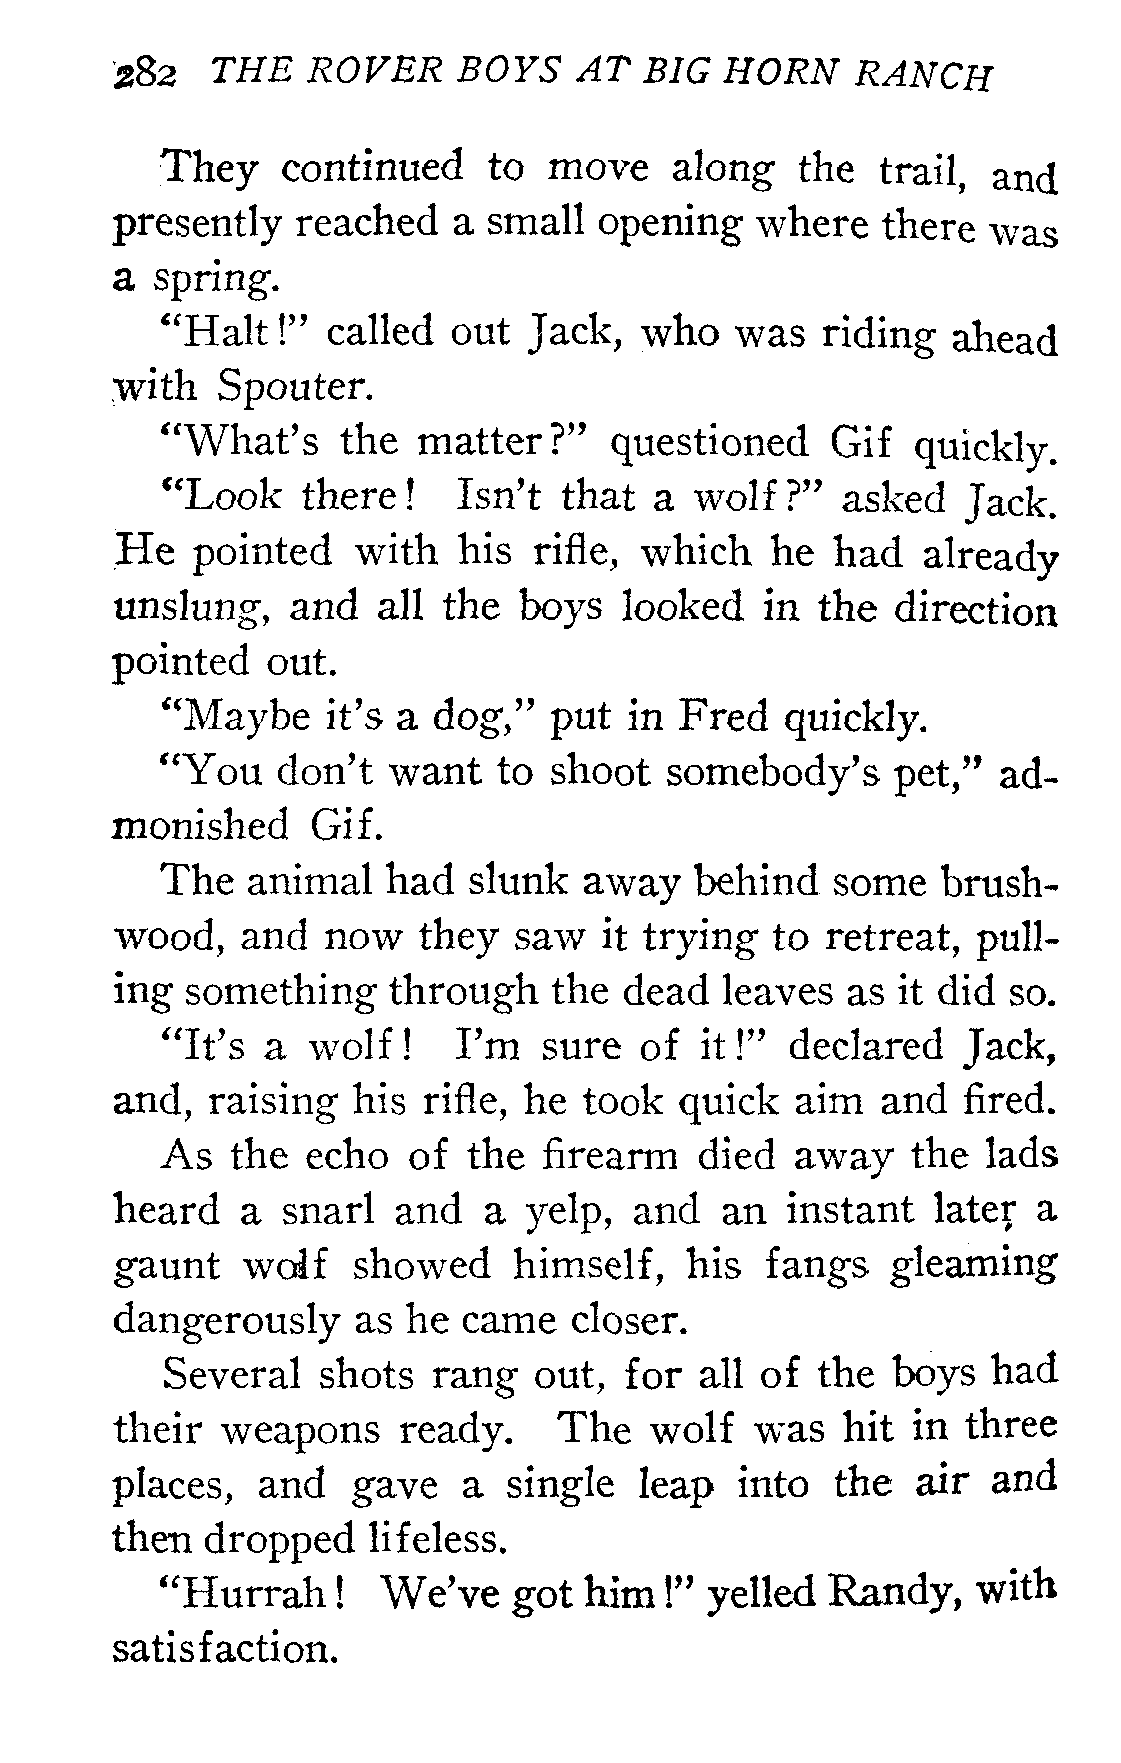 282 THE ROVER BOYS AT BIG HORN RANCH
They continued to move along the trail, and
presently reached a small opening where there was
a spring.
“Halt!” called out Jack, who was riding ahead
with Spouter.
“What’s the matter?” questioned Gif quickly.
“Look there! Isn’t that a wolf?” asked Jack.
He pointed with his rifle, which he had already
unslung, and all the boys looked in the direction
pointed out.
“Maybe it’s a dog,” put in Fred quickly.
“You don’t want to shoot somebody’s pet,” ad-
monished Gif.
The animal had slunk away behind some brush-
wood, and now they saw it trying to retreat, pull-
ing something through the dead leaves as it did so.
“It’s a wolf! I’m sure of it!” declared Jack,
and, raising his rifle, he took quick aim and fired.
As the echo of the firearm died away the lads
heard a snarl and a yelp, and an instant later a
gaunt wolf showed himself, his fangs gleaming
dangerously as he came closer.
Several shots rang out, for all of the boys had
their weapons ready. The wolf was hit in three
places, and gave a single leap into the air and
then dropped lifeless.
“Hurrah! We’ve got him!” yelled Randy, with
satisfaction.